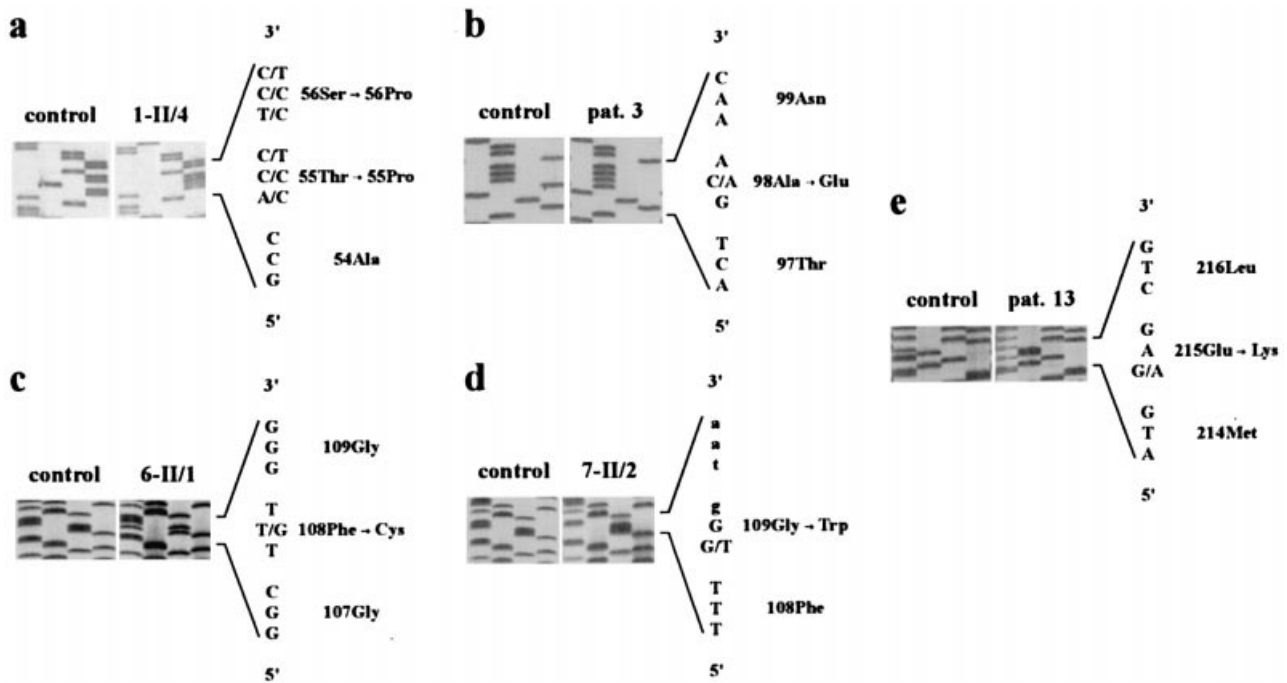 a
3'
C/T
C/C 56Ser → 56Pro
T/C
control 1-II/4
C/T
C/C 55Thr → 55Pro
A/C
C
C 54Ala
G
5'
b
3'
C
A 99Asn
A
control pat. 3
A
C/A 98Ala → Glu
G
T
C 97Thr
A
5'
c
3'
G
G 109Gly
G
control 6-II/1
T
T/G 108Phe → Cys
T
C
G 107Gly
G
5'
d
3'
a
a
t
control 7-II/2
g
G 109Gly → Trp
G/T
T
T 108Phe
T
5'
e
3'
G
T 216Leu
C
control pat. 13
G
A 215Glu → Lys
G/A
G
T 214Met
A
5'